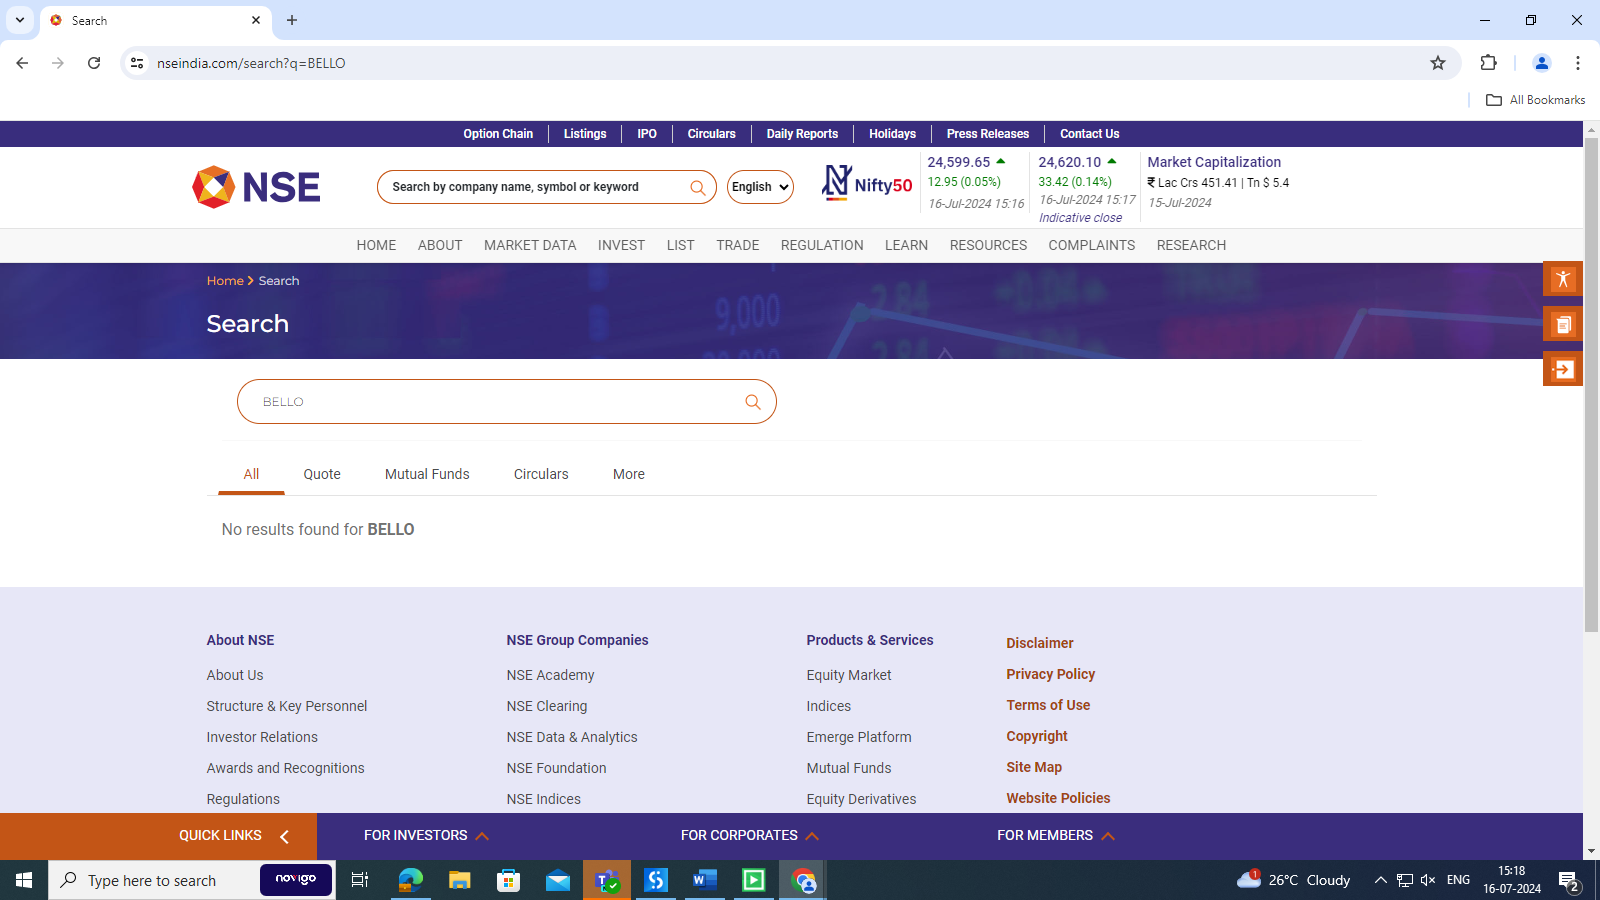 Search
nseindia.com/search?q=BELLO
All Bookmarks
Option Chain Listings IPO Circulars Daily Reports Holidays Press Releases Contact Us
NSE
Search by company name, symbol or keyword
English
Nifty50
24,599.65
12.95 (0.05%)
16-Jul-2024 15:16
24,620.10
33.42 (0.14%)
16-Jul-2024 15:17
Indicative close
Market Capitalization
₹ Lac Crs 451.41 | Tn $ 5.4
15-Jul-2024
HOME ABOUT MARKET DATA INVEST LIST TRADE REGULATION LEARN RESOURCES COMPLAINTS RESEARCH
Home Search
Search
9,000
2.84
BELLO
All Quote Mutual Funds Circulars More
No results found for BELLO
About NSE
About Us
Structure & Key Personnel
Investor Relations
Awards and Recognitions
Regulations
NSE Group Companies
NSE Academy
NSE Clearing
NSE Data & Analytics
NSE Foundation
NSE Indices
Products & Services
Equity Market
Indices
Emerge Platform
Mutual Funds
Equity Derivatives
Disclaimer
Privacy Policy
Terms of Use
Copyright
Site Map
Website Policies
QUICK LINKS FOR INVESTORS FOR CORPORATES FOR MEMBERS
Type here to search
novigo
1
26°C Cloudy
ENG
15:18
16-07-2024
2